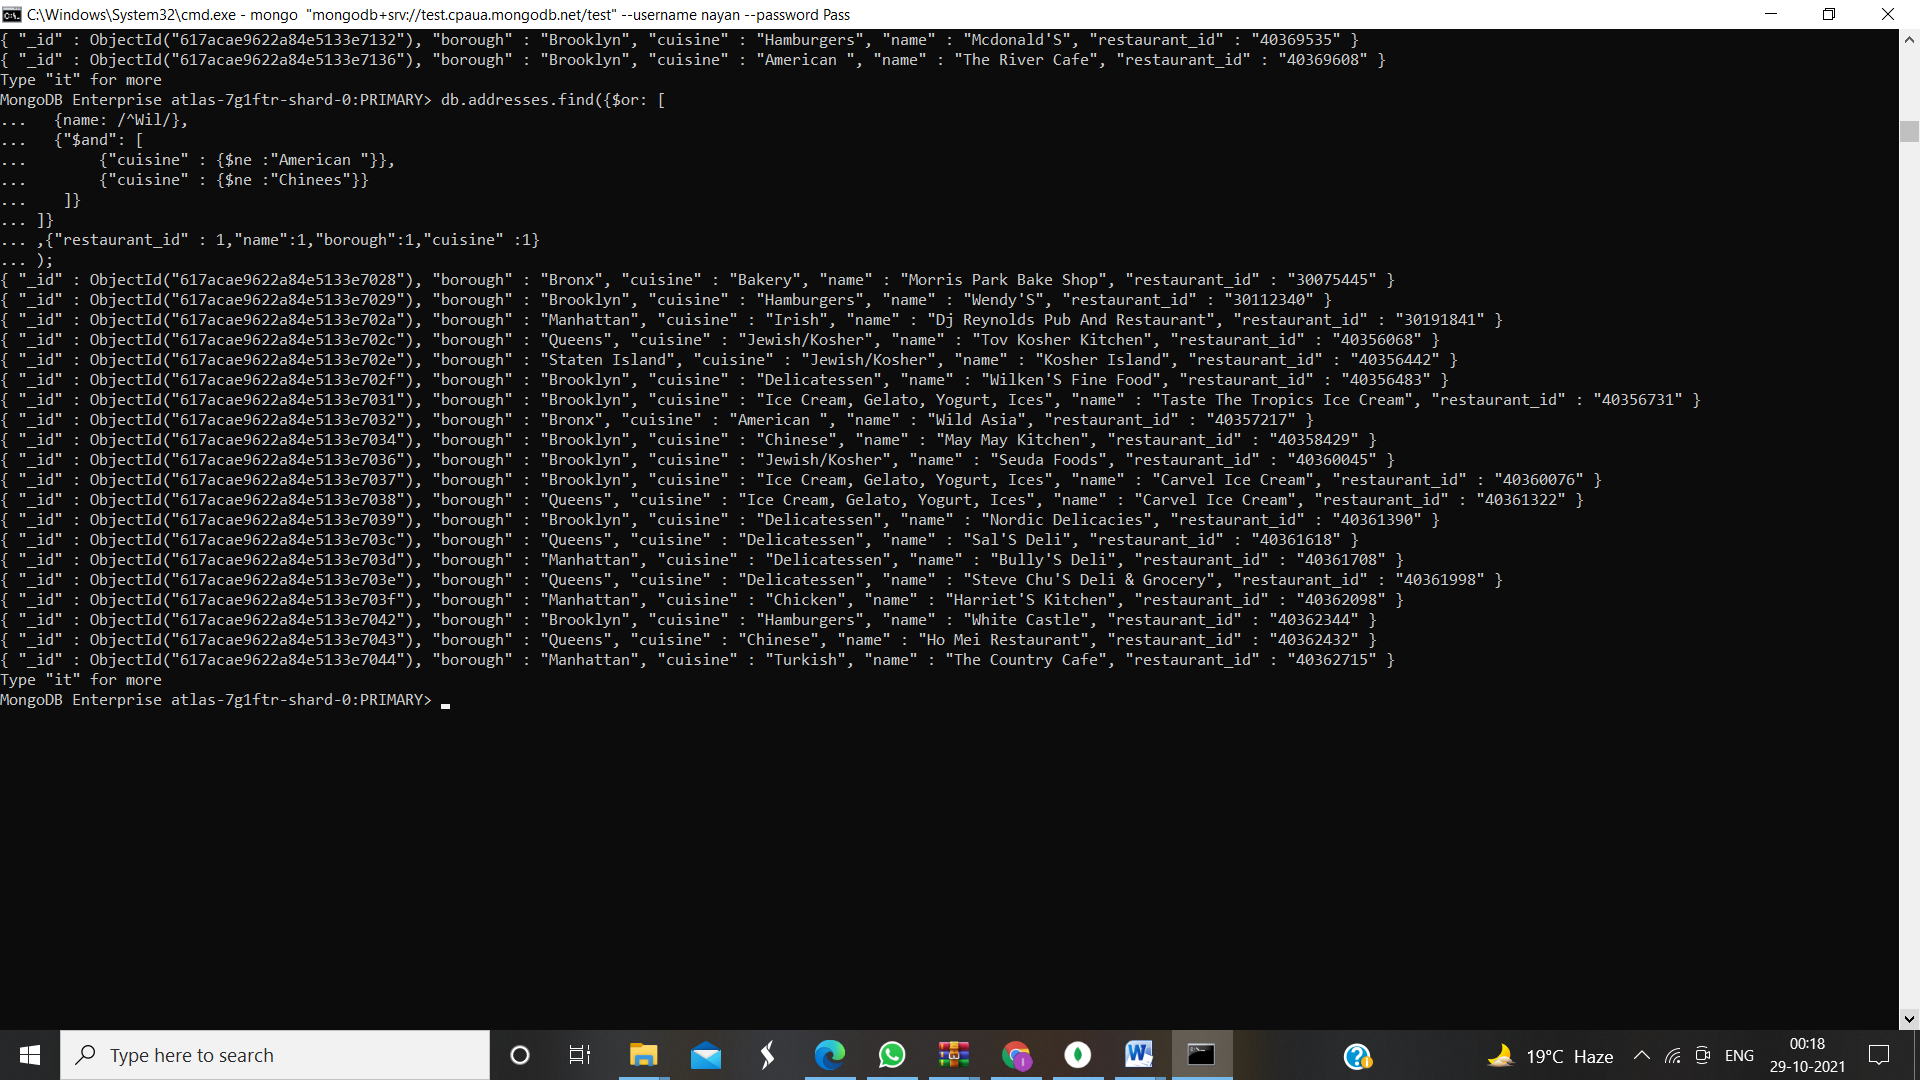 C:\Windows\System32\cmd.exe - mongo  "mongodb+srv://test.cpaua.mongodb.net/test" --username nayan --password Pass
{ "_id" : ObjectId("617acae9622a84e5133e7132"), "borough" : "Brooklyn", "cuisine" : "Hamburgers", "name" : "Mcdonald'S", "restaurant_id" : "40369535" }
{ "_id" : ObjectId("617acae9622a84e5133e7136"), "borough" : "Brooklyn", "cuisine" : "American ", "name" : "The River Cafe", "restaurant_id" : "40369608" }
Type "it" for more
MongoDB Enterprise atlas-7g1ftr-shard-0:PRIMARY> db.addresses.find({$or: [
...   {name: /^Wil/},
...   {"$and": [
...        {"cuisine" : {$ne :"American "}},
...        {"cuisine" : {$ne :"Chinees"}}
...    ]}
... ]}
... ,{"restaurant_id" : 1,"name":1,"borough":1,"cuisine" :1}
... );
{ "_id" : ObjectId("617acae9622a84e5133e7028"), "borough" : "Bronx", "cuisine" : "Bakery", "name" : "Morris Park Bake Shop", "restaurant_id" : "30075445" }
{ "_id" : ObjectId("617acae9622a84e5133e7029"), "borough" : "Brooklyn", "cuisine" : "Hamburgers", "name" : "Wendy'S", "restaurant_id" : "30112340" }
{ "_id" : ObjectId("617acae9622a84e5133e702a"), "borough" : "Manhattan", "cuisine" : "Irish", "name" : "Dj Reynolds Pub And Restaurant", "restaurant_id" : "30191841" }
{ "_id" : ObjectId("617acae9622a84e5133e702c"), "borough" : "Queens", "cuisine" : "Jewish/Kosher", "name" : "Tov Kosher Kitchen", "restaurant_id" : "40356068" }
{ "_id" : ObjectId("617acae9622a84e5133e702e"), "borough" : "Staten Island", "cuisine" : "Jewish/Kosher", "name" : "Kosher Island", "restaurant_id" : "40356442" }
{ "_id" : ObjectId("617acae9622a84e5133e702f"), "borough" : "Brooklyn", "cuisine" : "Delicatessen", "name" : "Wilken'S Fine Food", "restaurant_id" : "40356483" }
{ "_id" : ObjectId("617acae9622a84e5133e7031"), "borough" : "Brooklyn", "cuisine" : "Ice Cream, Gelato, Yogurt, Ices", "name" : "Taste The Tropics Ice Cream", "restaurant_id" : "40356731" }
{ "_id" : ObjectId("617acae9622a84e5133e7032"), "borough" : "Bronx", "cuisine" : "American ", "name" : "Wild Asia", "restaurant_id" : "40357217" }
{ "_id" : ObjectId("617acae9622a84e5133e7034"), "borough" : "Brooklyn", "cuisine" : "Chinese", "name" : "May May Kitchen", "restaurant_id" : "40358429" }
{ "_id" : ObjectId("617acae9622a84e5133e7036"), "borough" : "Brooklyn", "cuisine" : "Jewish/Kosher", "name" : "Seuda Foods", "restaurant_id" : "40360045" }
{ "_id" : ObjectId("617acae9622a84e5133e7037"), "borough" : "Brooklyn", "cuisine" : "Ice Cream, Gelato, Yogurt, Ices", "name" : "Carvel Ice Cream", "restaurant_id" : "40360076" }
{ "_id" : ObjectId("617acae9622a84e5133e7038"), "borough" : "Queens", "cuisine" : "Ice Cream, Gelato, Yogurt, Ices", "name" : "Carvel Ice Cream", "restaurant_id" : "40361322" }
{ "_id" : ObjectId("617acae9622a84e5133e7039"), "borough" : "Brooklyn", "cuisine" : "Delicatessen", "name" : "Nordic Delicacies", "restaurant_id" : "40361390" }
{ "_id" : ObjectId("617acae9622a84e5133e703c"), "borough" : "Queens", "cuisine" : "Delicatessen", "name" : "Sal'S Deli", "restaurant_id" : "40361618" }
{ "_id" : ObjectId("617acae9622a84e5133e703d"), "borough" : "Manhattan", "cuisine" : "Delicatessen", "name" : "Bully'S Deli", "restaurant_id" : "40361708" }
{ "_id" : ObjectId("617acae9622a84e5133e703e"), "borough" : "Queens", "cuisine" : "Delicatessen", "name" : "Steve Chu'S Deli & Grocery", "restaurant_id" : "40361998" }
{ "_id" : ObjectId("617acae9622a84e5133e703f"), "borough" : "Manhattan", "cuisine" : "Chicken", "name" : "Harriet'S Kitchen", "restaurant_id" : "40362098" }
{ "_id" : ObjectId("617acae9622a84e5133e7042"), "borough" : "Brooklyn", "cuisine" : "Hamburgers", "name" : "White Castle", "restaurant_id" : "40362344" }
{ "_id" : ObjectId("617acae9622a84e5133e7043"), "borough" : "Queens", "cuisine" : "Chinese", "name" : "Ho Mei Restaurant", "restaurant_id" : "40362432" }
{ "_id" : ObjectId("617acae9622a84e5133e7044"), "borough" : "Manhattan", "cuisine" : "Turkish", "name" : "The Country Cafe", "restaurant_id" : "40362715" }
Type "it" for more
MongoDB Enterprise atlas-7g1ftr-shard-0:PRIMARY>
Type here to search
19°C Haze
ENG
00:18
29-10-2021